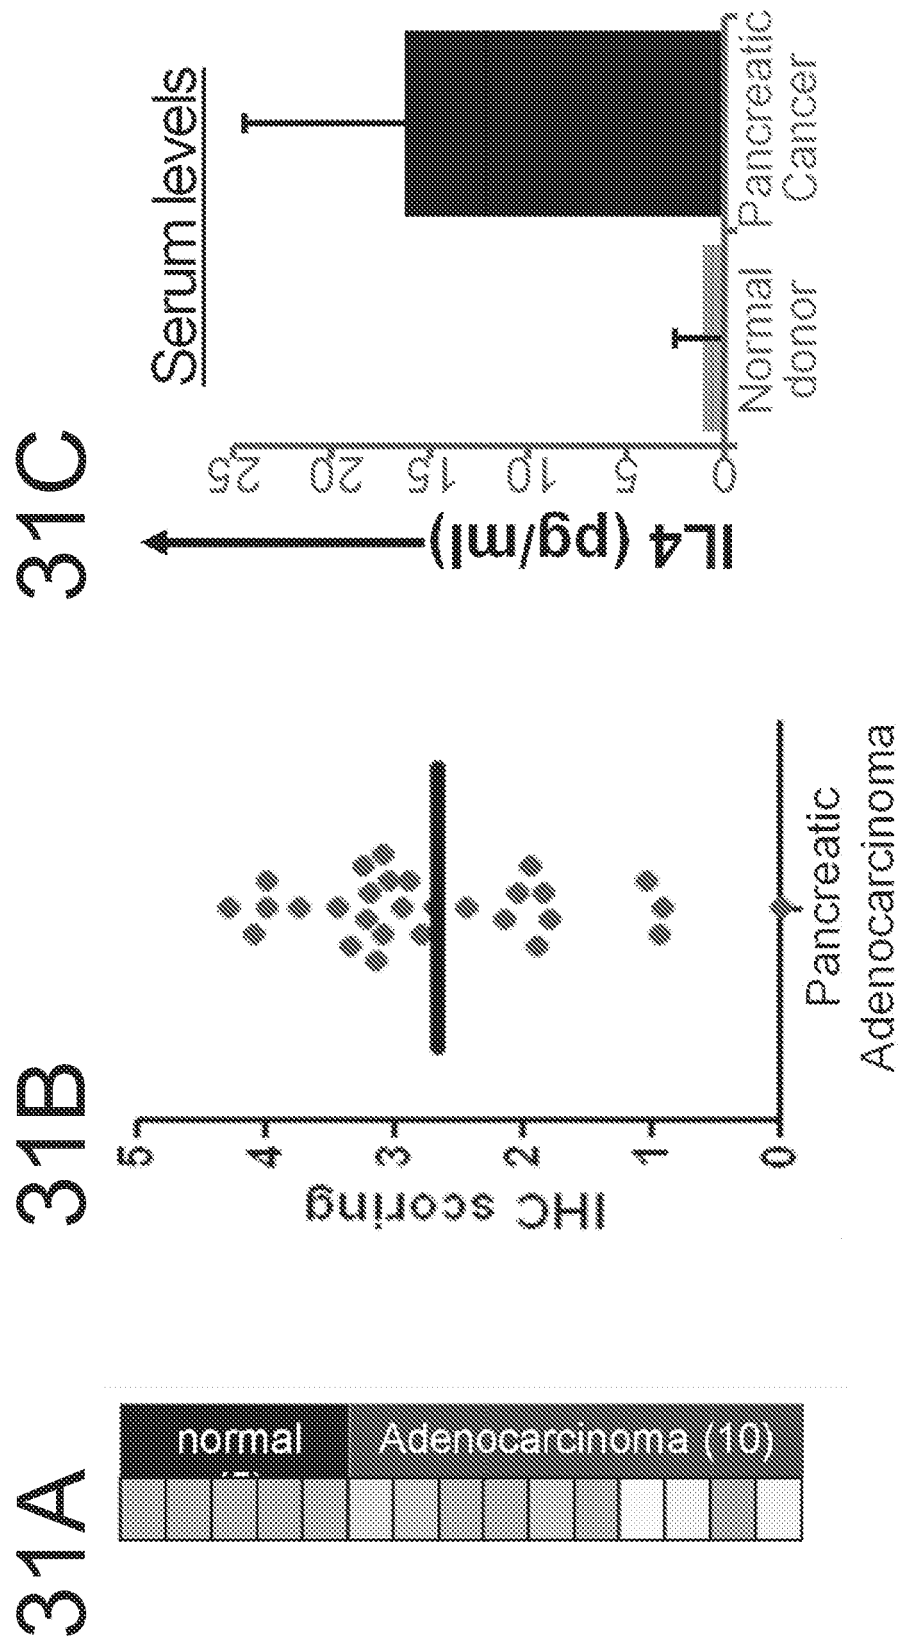 31A
normal
Adenocarcinoma (10)
31B
IHC scoring
5
4
3
2
1
0
Pancreatic
Adenocarcinoma
31C
Serum levels
IL4 (pg/ml)
25
20
15
10
5
0
Normal
donor
Pancreatic
Cancer